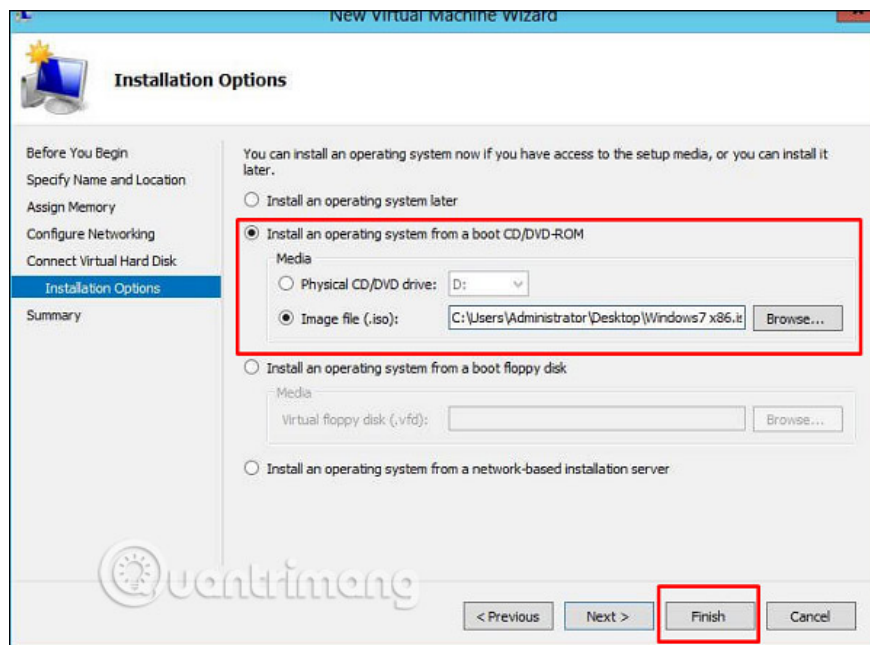 New Virtual Machine Wizard
Installation Options
Before You Begin
Specify Name and Location
Assign Memory
Configure Networking
Connect Virtual Hard Disk
Installation Options
Summary
You can install an operating system now if you have access to the setup media, or you can install it
later.
Install an operating system later
Install an operating system from a boot CD/DVD-ROM
Media
Physical CD/DVD drive: D:
Image file (.iso): C:\Users\Administrator\Desktop\Windows7 x86.is Browse...
Install an operating system from a boot floppy disk
Media
Virtual floppy disk (.vfd): Browse...
Install an operating system from a network-based installation server
Quantrimang
< Previous Next > Finish Cancel